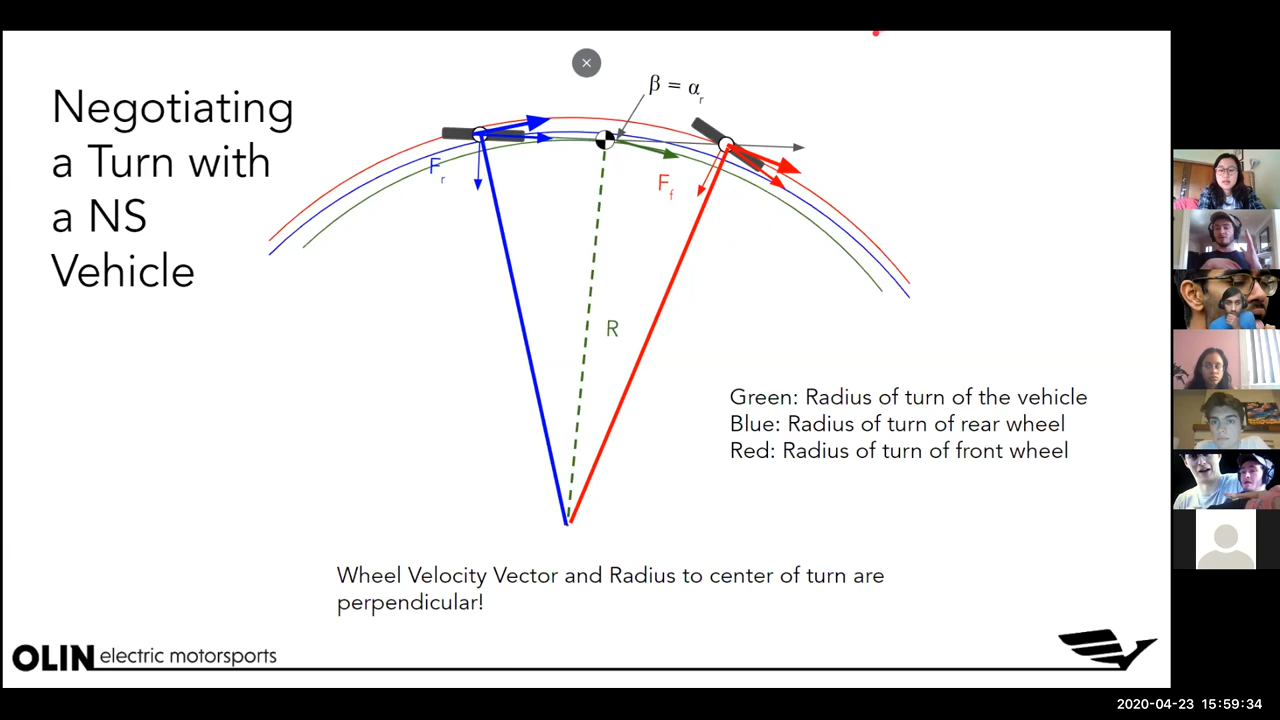 Negotiating
a Turn with
a NS
Vehicle
β = αr
Fr
Ff
R
Green: Radius of turn of the vehicle
Blue: Radius of turn of rear wheel
Red: Radius of turn of front wheel
Wheel Velocity Vector and Radius to center of turn are
perpendicular!
OLIN electric motorsports
2020-04-23 15:59:34